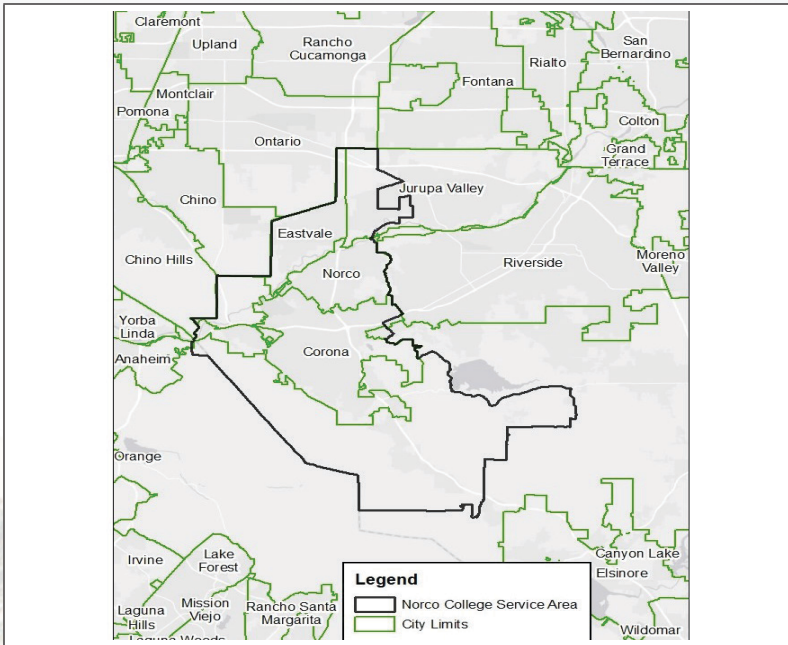 Claremont
Upland
Rancho
Cucamonga
San
Bernardino
Rialto
Fontana
Montclair
Pomona
Colton
Ontario
Grand
Terrace
Jurupa Valley
Chino
Eastvale
Chino Hills
Norco
Riverside
Moreno
Valley
Yorba
Linda
Anaheim
Corona
Orange
Irvine
Lake
Forest
Canyon Lake
Elsinore
Laguna
Hills
Mission
Viejo
Rancho Santa
Margarita
Laguna Woods
Wildomar
Legend
Norco College Service Area
City Limits